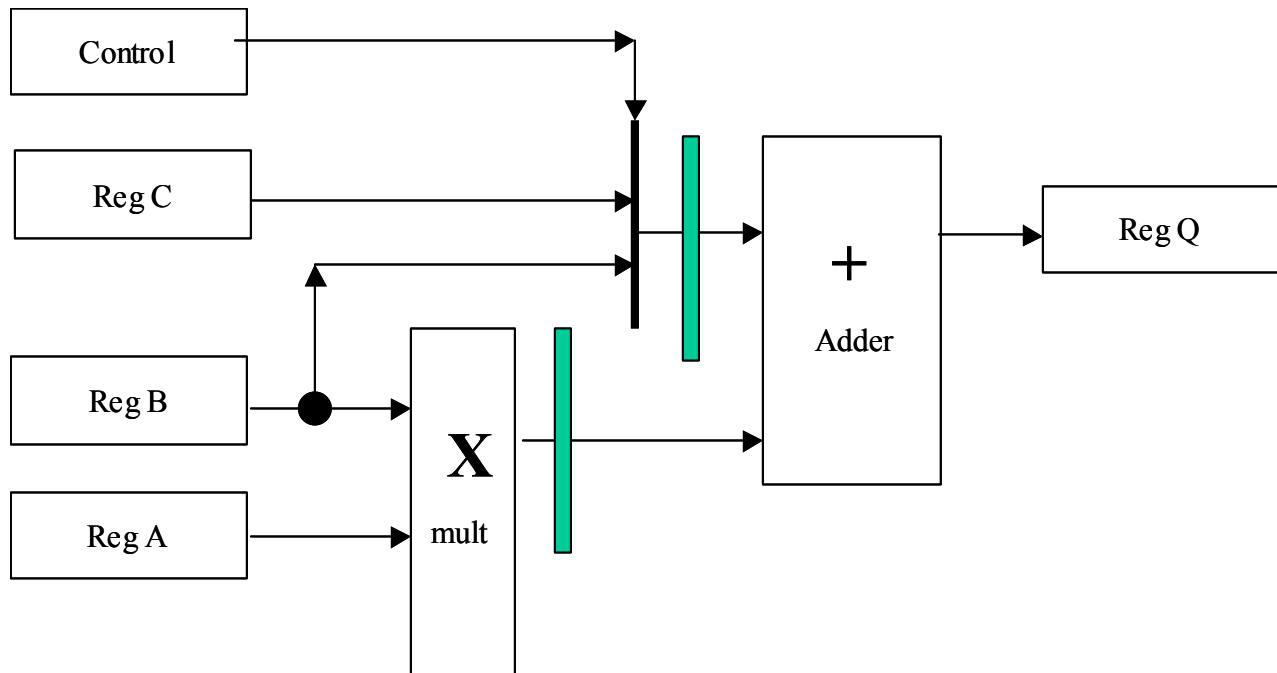 Control
Reg C
Reg Q
+
Adder
Reg B
X
mult
Reg A